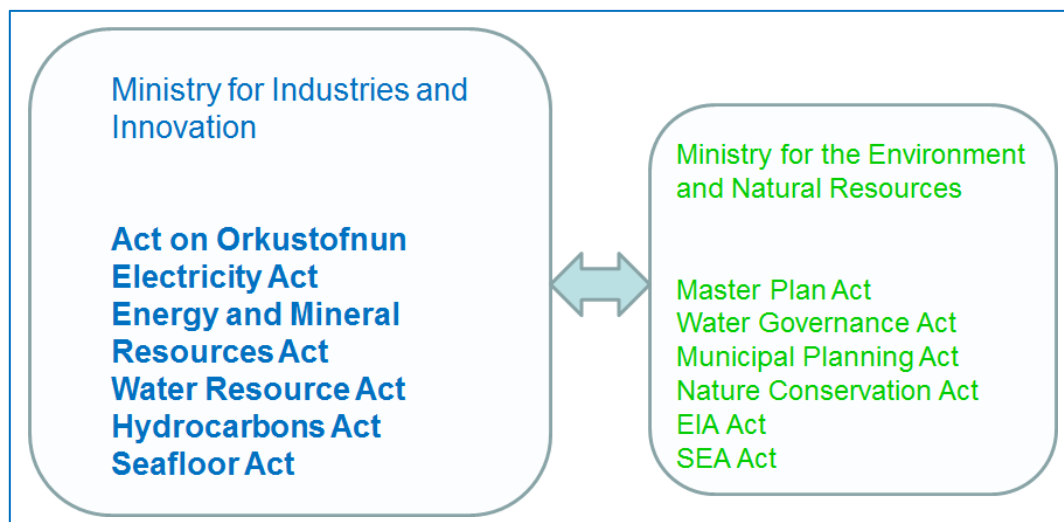 Ministry for Industries and
Innovation
Act on Orkustofnun
Electricity Act
Energy and Mineral
Resources Act
Water Resource Act
Hydrocarbons Act
Seafloor Act
Ministry for the Environment
and Natural Resources
Master Plan Act
Water Governance Act
Municipal Planning Act
Nature Conservation Act
EIA Act
SEA Act